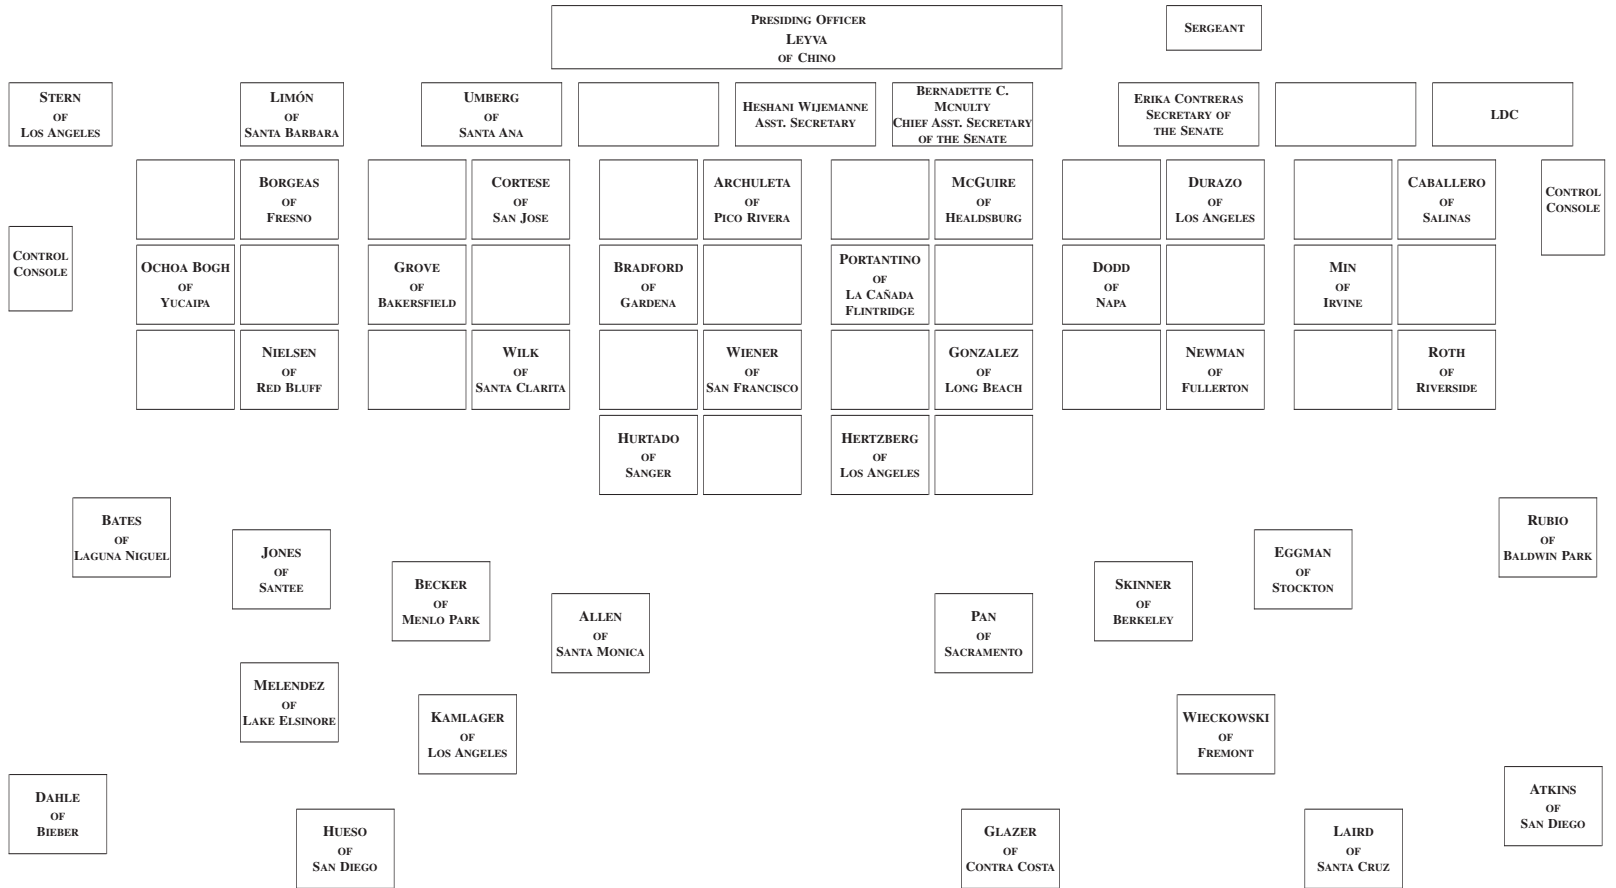 Presiding Officer
Leyva
of Chino
Sergeant
Stern
of
Los Angeles
Limón
of
Santa Barbara
Umberg
of
Santa Ana
Heshani Wijemanne
Asst. Secretary
Bernadette C.
McNulty
Chief Asst. Secretary
of the Senate
Erika Contreras
Secretary of
the Senate
LDC
Borgeas
of
Fresno
Cortese
of
San Jose
Archuleta
of
Pico Rivera
McGuire
of
Healdsburg
Durazo
of
Los Angeles
Caballero
of
Salinas
Control
Console
Control
Console
Ochoa Bogh
of
Yucaipa
Grove
of
Bakersfield
Bradford
of
Gardena
Portantino
of
La Cañada
Flintridge
Dodd
of
Napa
Min
of
Irvine
Nielsen
of
Red Bluff
Wilk
of
Santa Clarita
Wiener
of
San Francisco
Gonzalez
of
Long Beach
Newman
of
Fullerton
Roth
of
Riverside
Hurtado
of
Sanger
Hertzberg
of
Los Angeles
Bates
of
Laguna Niguel
Jones
of
Santee
Becker
of
Menlo Park
Allen
of
Santa Monica
Pan
of
Sacramento
Skinner
of
Berkeley
Eggman
of
Stockton
Rubio
of
Baldwin Park
Melendez
of
Lake Elsinore
Kamlager
of
Los Angeles
Wieckowski
of
Fremont
Dahle
of
Bieber
Hueso
of
San Diego
Glazer
of
Contra Costa
Laird
of
Santa Cruz
Atkins
of
San Diego